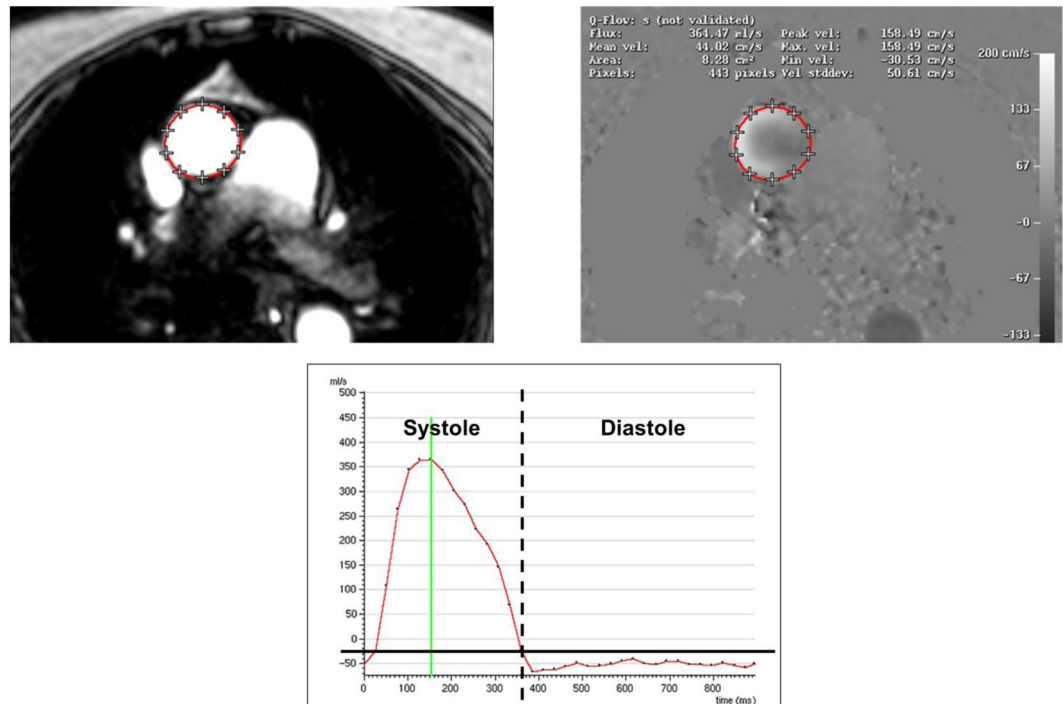 Q-Flow: s (not validated)
Flux: 364.47 ml/s Peak vel: 158.49 cm/s
Mean vel: 44.02 cm/s Max. vel: 158.49 cm/s
Area: 8.28 cm² Min vel: -30.53 cm/s
Pixels: 443 pixels Vel stddev: 50.61 cm/s
200 cm/s
133
67
-0
-67
-133
ml/s
500
450
400
350
300
250
200
150
100
50
0
-50
Systole
Diastole
0 100 200 300 400 500 600 700 800
time (ms)